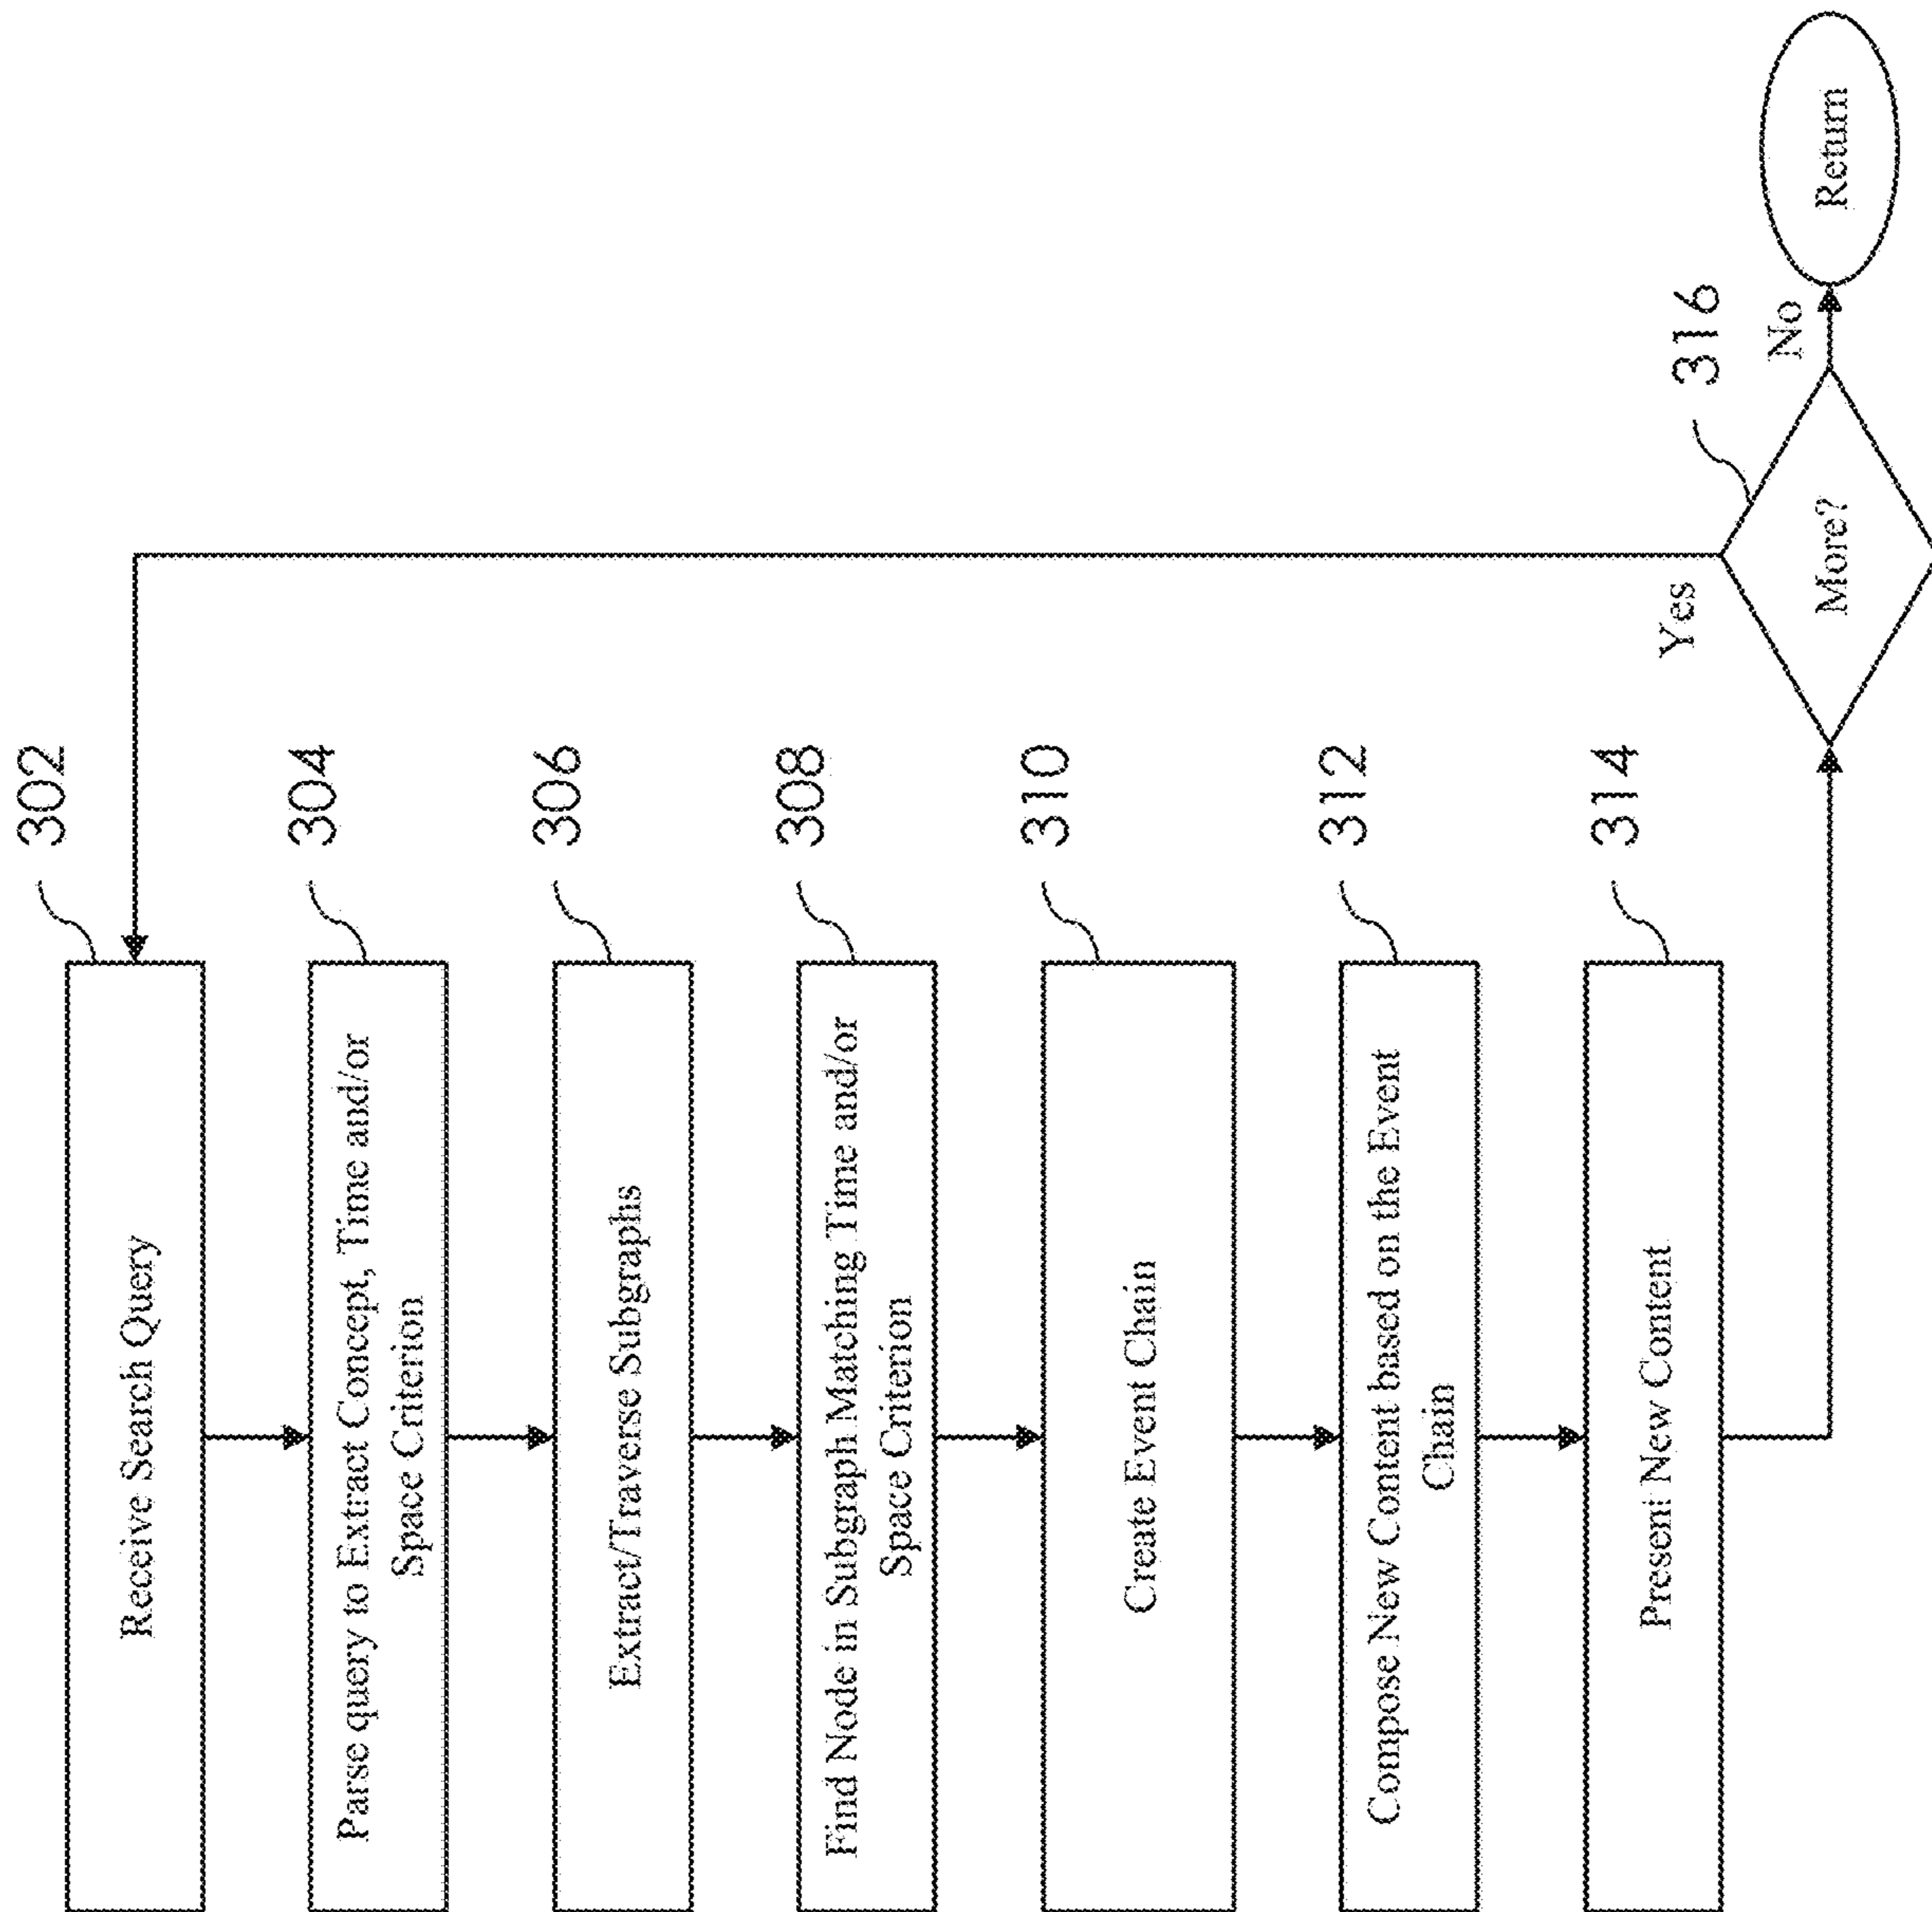 302
Receive Search Query
304
Parse query to Extract Concept, Time and/or
Space Criterion
306
Extract/Traverse Subgraphs
308
Find Node in Subgraph Matching Time and/or
Space Criterion
310
Create Event Chain
312
Compose New Content based on the Event
Chain
314
Present New Content
316
More?
Yes
No
Return